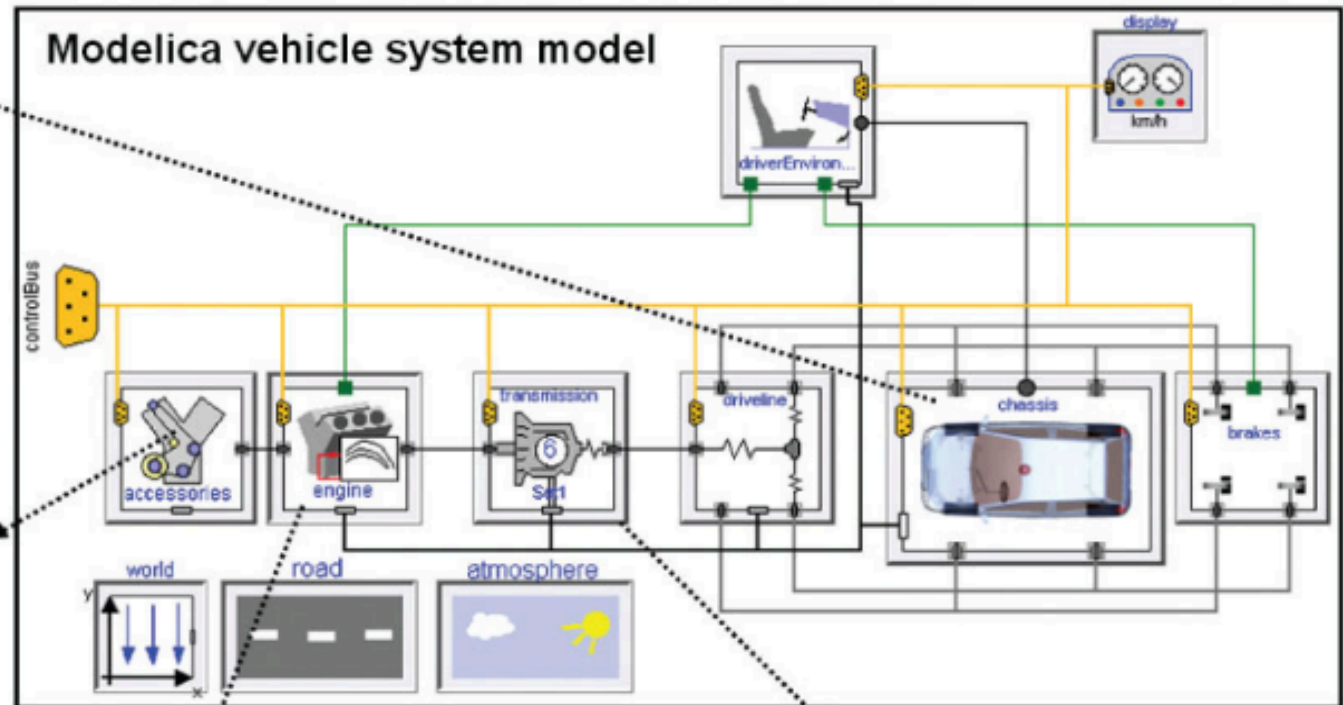 Modelica vehicle system model
display
km/h
driverEnviron...
controlBus
transmission
driveline
chassis
brakes
6
accessories
engine
Set1
world
road
atmosphere
y
x